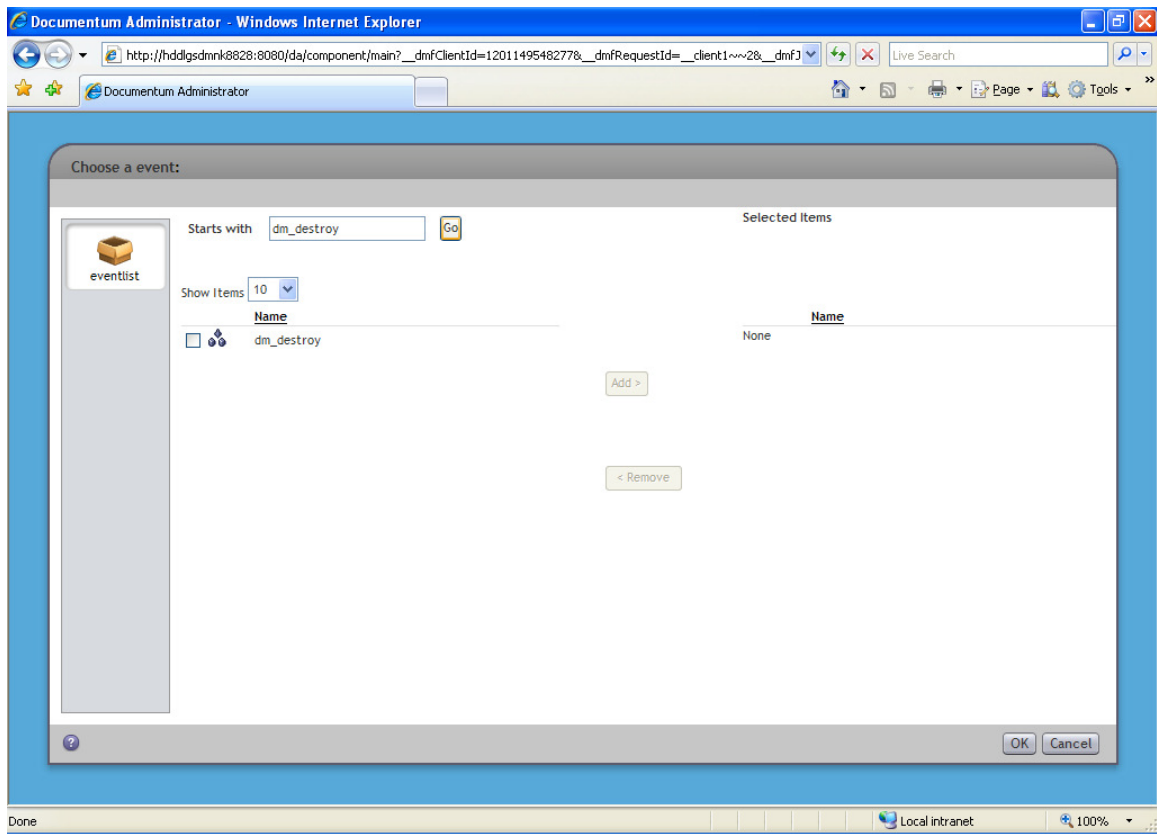 Documentum Administrator - Windows Internet Explorer
http://hddlgsdmnk8828:8080/da/component/main?__dmfClientId=1201149548277&__dmfRequestId=__client1~~2&__dmfJ
Live Search
Documentum Administrator
Page
Tools
»
Choose a event:
eventlist
Starts with
dm_destroy
Go
Selected Items
Show Items
10
Name
Name
dm_destroy
None
Add >
< Remove
?
OK
Cancel
Done
Local intranet
100%